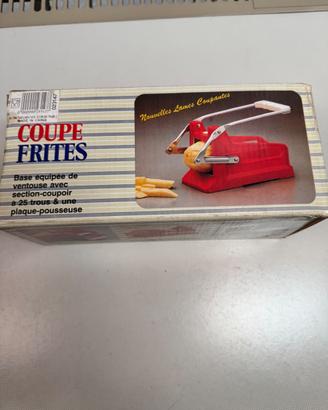 MADE IN CHINA
Nouvelles Lames Coupantes
COUPE
FRITES
Base equipee de
ventouse avec
section-coupoir
a 25 trous & une
plaque-pousseuse